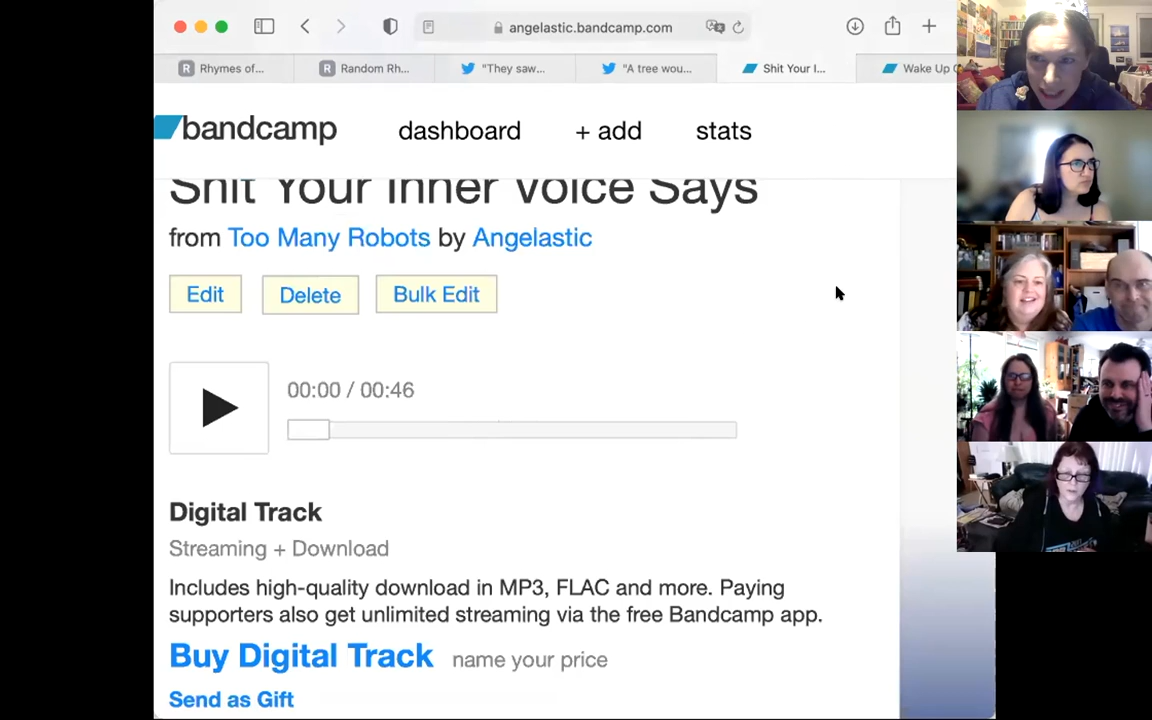 angelastic.bandcamp.com
Rhymes of...
Random Rh...
"They saw...
"A tree wou...
Shit Your I...
Wake Up
bandcamp
dashboard
+ add
stats
Shit Your Inner Voice Says
from Too Many Robots by Angelastic
Edit
Delete
Bulk Edit
00:00 / 00:46
Digital Track
Streaming + Download
Includes high-quality download in MP3, FLAC and more. Paying
supporters also get unlimited streaming via the free Bandcamp app.
Buy Digital Track name your price
Send as Gift